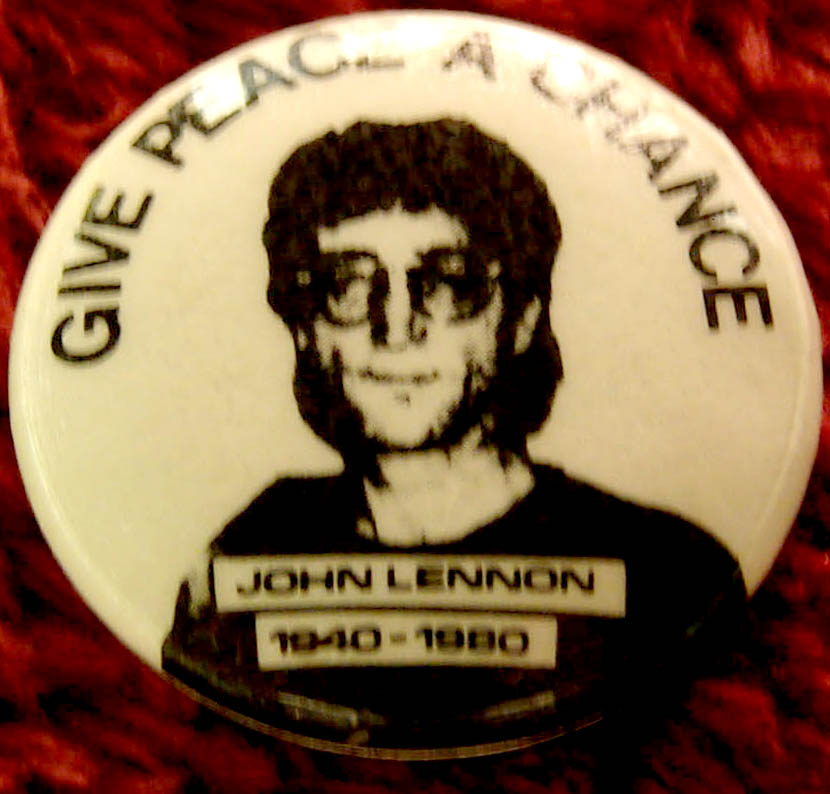 GIVE PEACE A CHANCE
JOHN LENNON
1940-1980